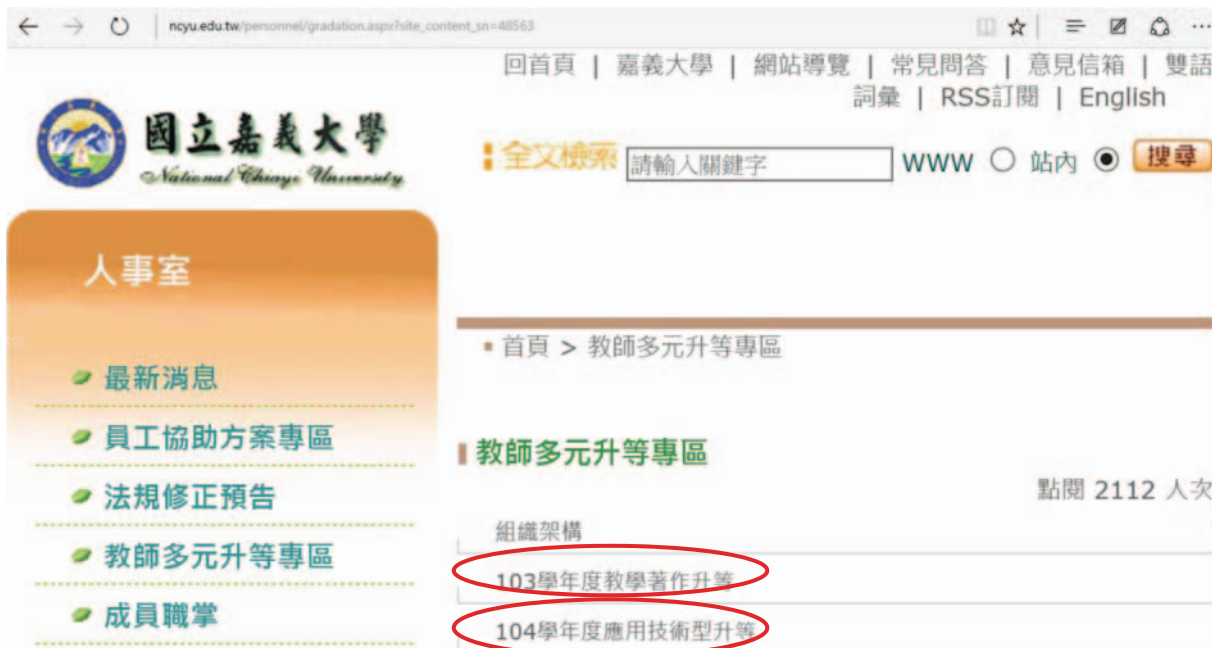 ncyu.edu.tw/personnel/gradation.aspx?site_content_sn=48563
回首頁 | 嘉義大學 | 網站導覽 | 常見問答 | 意見信箱 | 雙語
詞彙 | RSS訂閱 | English
國立嘉義大學
National Chiayi University
全文檢索 請輸入關鍵字 WWW 站內 搜尋
人事室
最新消息
員工協助方案專區
法規修正預告
教師多元升等專區
成員職掌
首頁 > 教師多元升等專區
教師多元升等專區
點閱 2112 人次
組織架構
103學年度教學著作升等
104學年度應用技術型升等